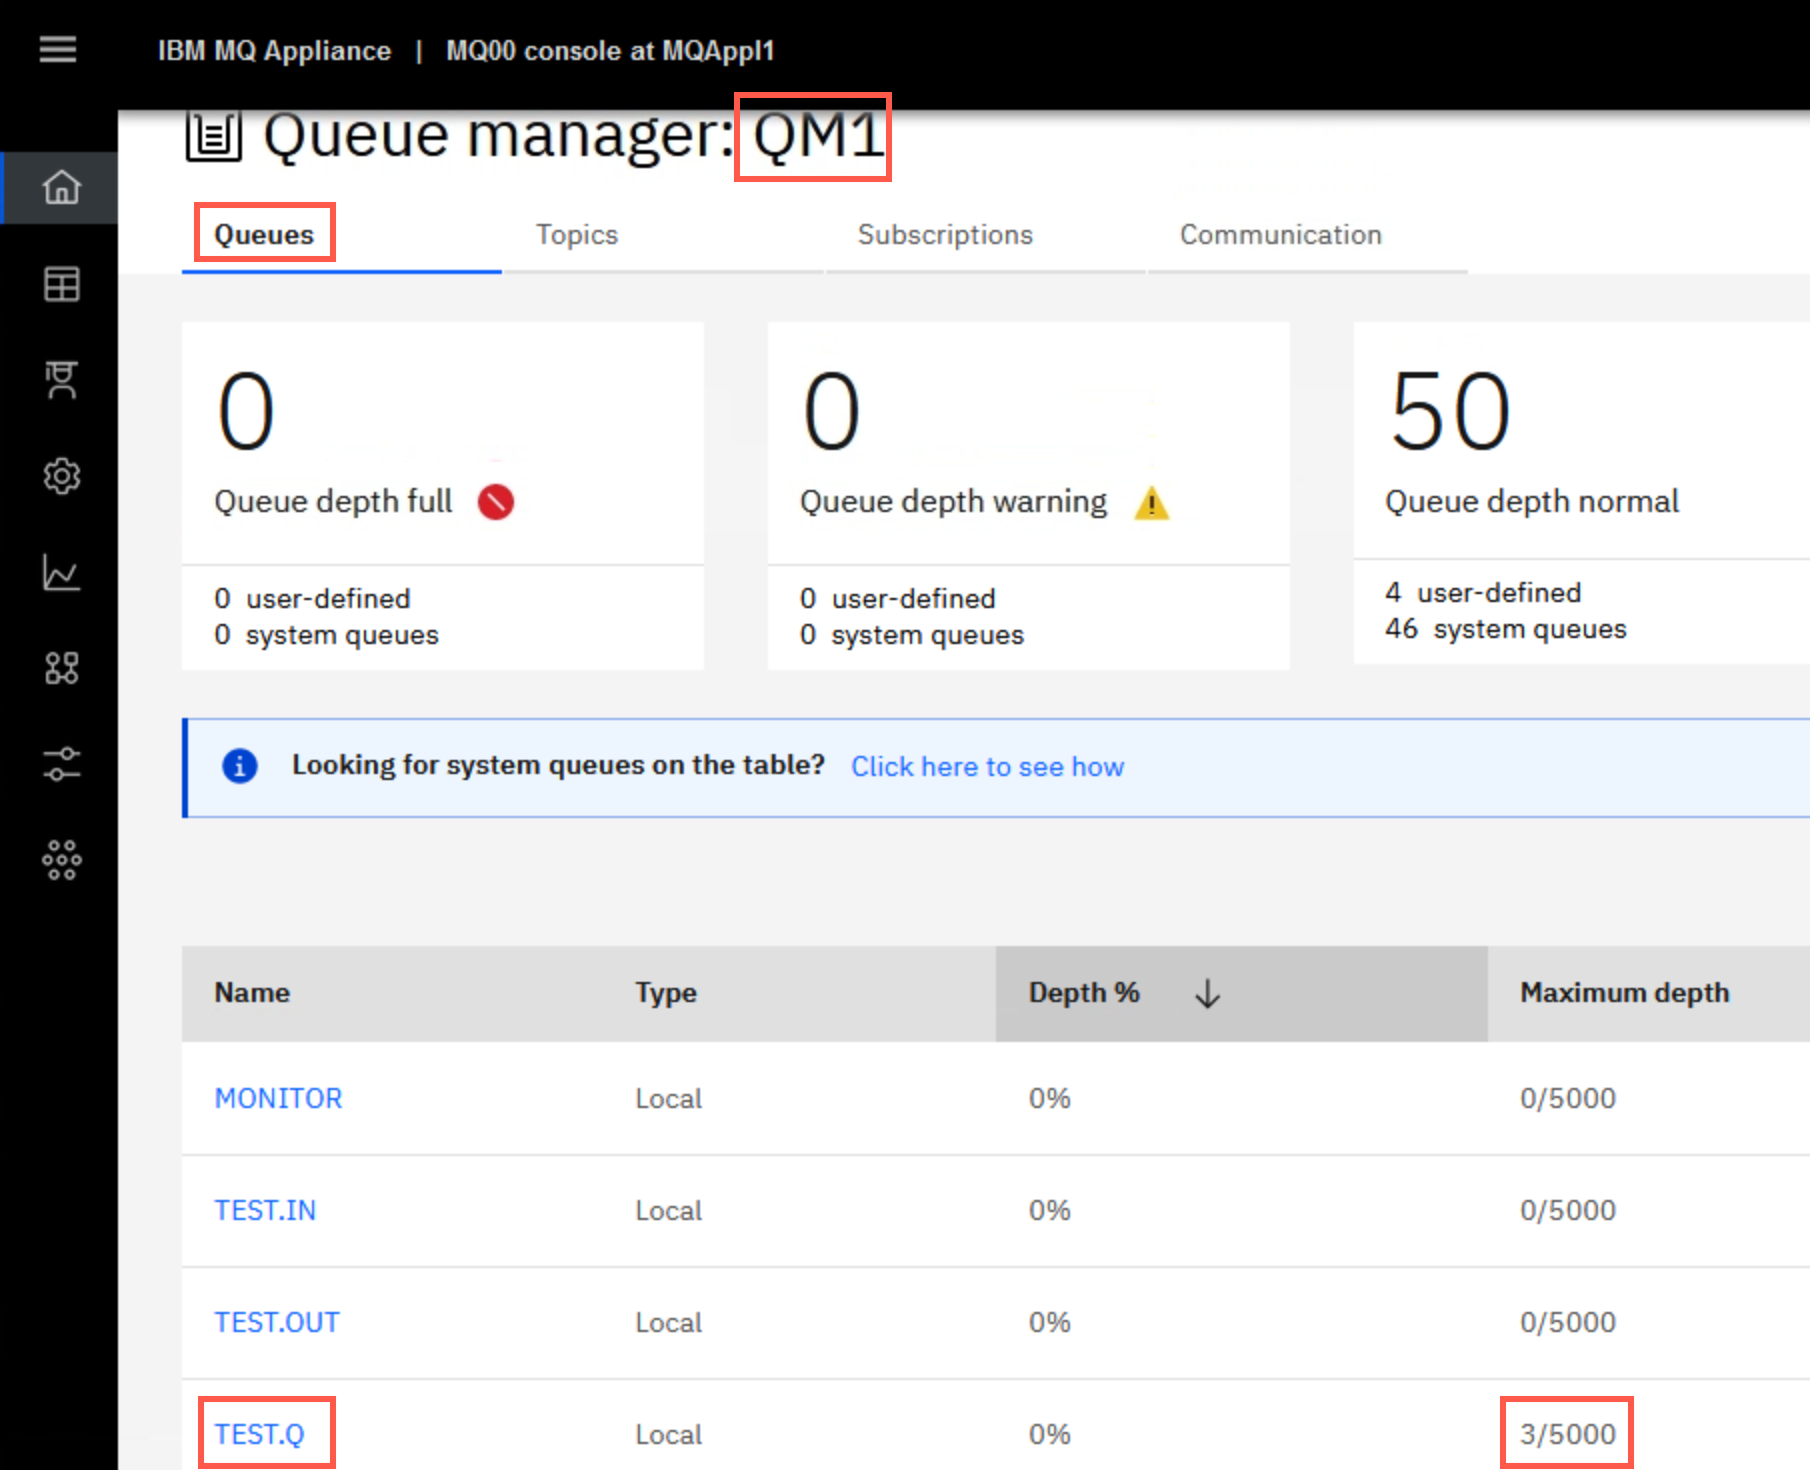 IBM MQ Appliance | MQ00 console at MQAppl1
Queue manager: QM1
Queues Topics Subscriptions Communication
0 0 50
Queue depth full Queue depth warning Queue depth normal
0 user-defined 0 user-defined 4 user-defined
0 system queues 0 system queues 46 system queues
Looking for system queues on the table? Click here to see how
Name Type Depth % ↓ Maximum depth
MONITOR Local 0% 0/5000
TEST.IN Local 0% 0/5000
TEST.OUT Local 0% 0/5000
TEST.Q Local 0% 3/5000